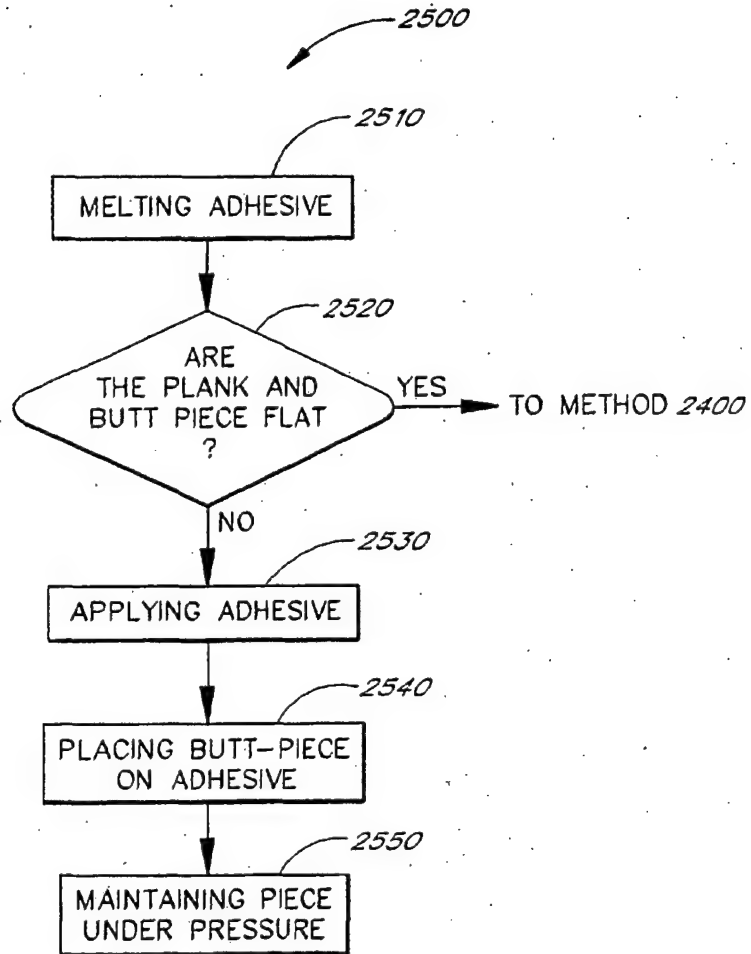 2500
2510
MELTING ADHESIVE
2520
ARE
THE PLANK AND
BUTT PIECE FLAT
?
YES
TO METHOD 2400
NO
2530
APPLYING ADHESIVE
2540
PLACING BUTT-PIECE
ON ADHESIVE
2550
MAINTAINING PIECE
UNDER PRESSURE